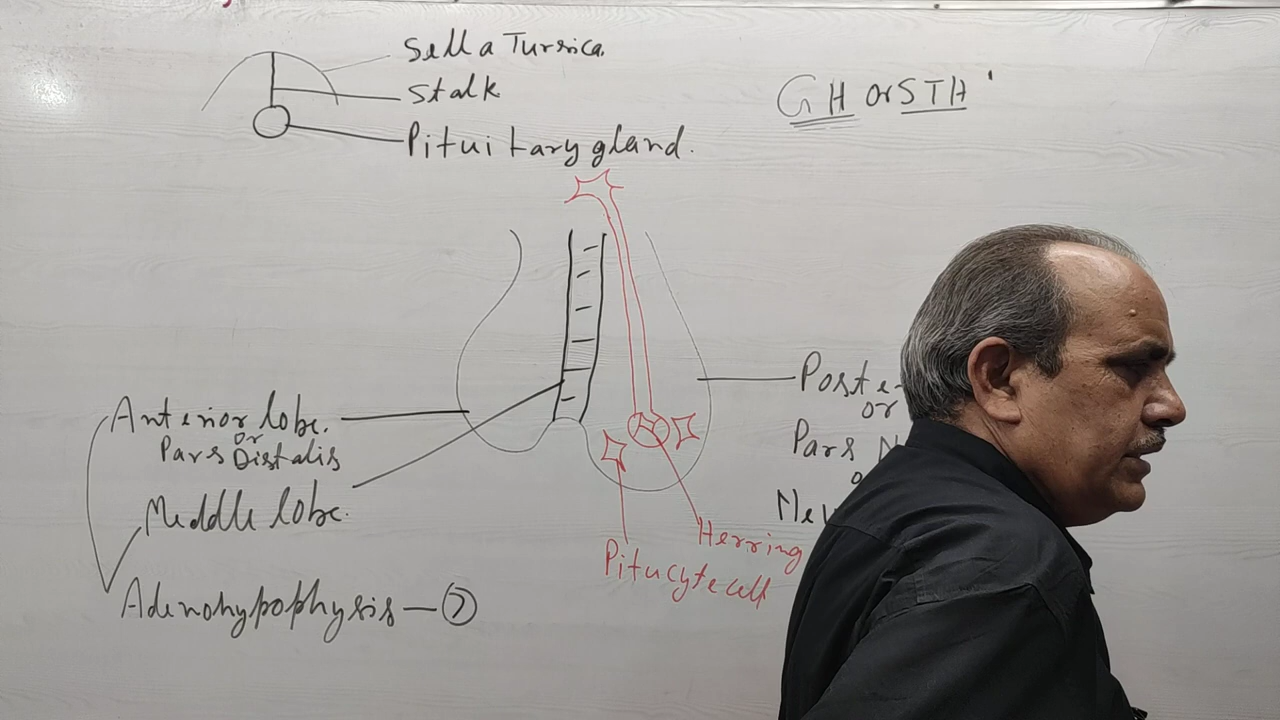 Sella Tursica.
Stalk
Pituitary gland.
GH or STH
Anterior lobe.
or
Pars Distalis
Middle lobe.
Adenohypophysis — 7
or
Pars
Herring
Pitucyte cell